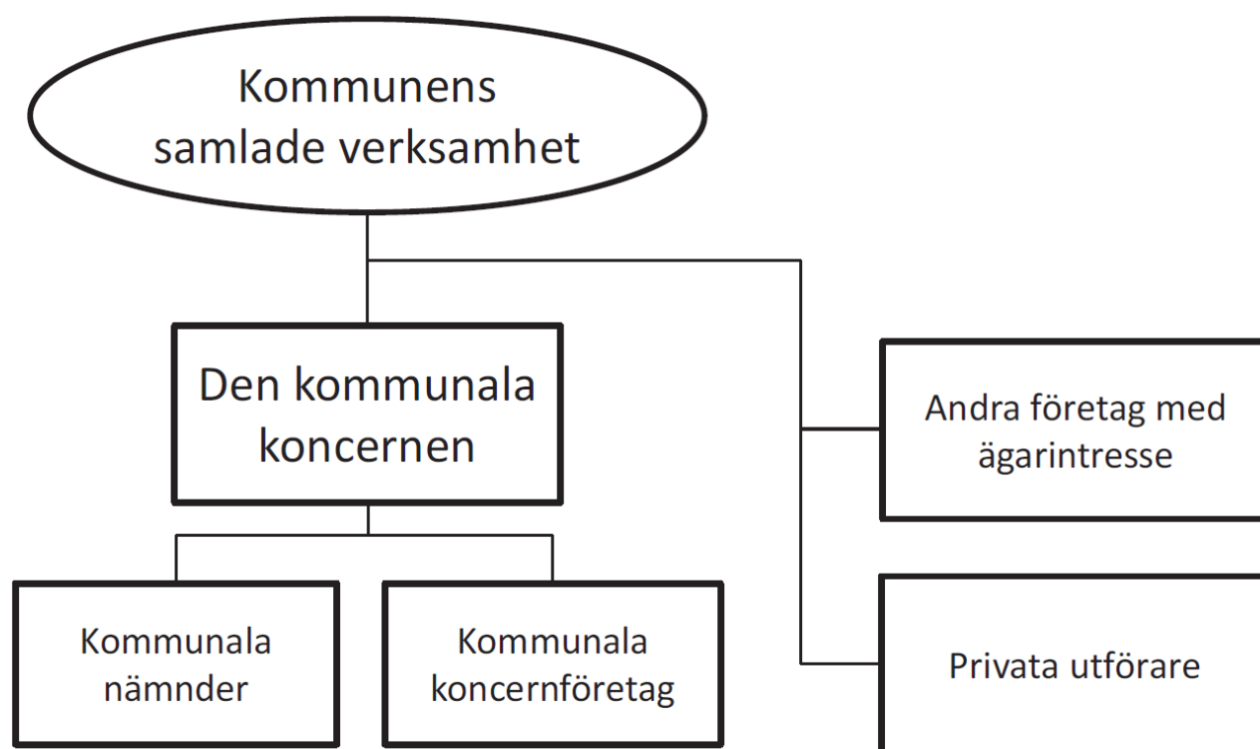 Kommunens
samlade verksamhet
Den kommunala
koncernen
Andra företag med
ägarintresse
Kommunala
nämnder
Kommunala
koncernföretag
Privata utförare